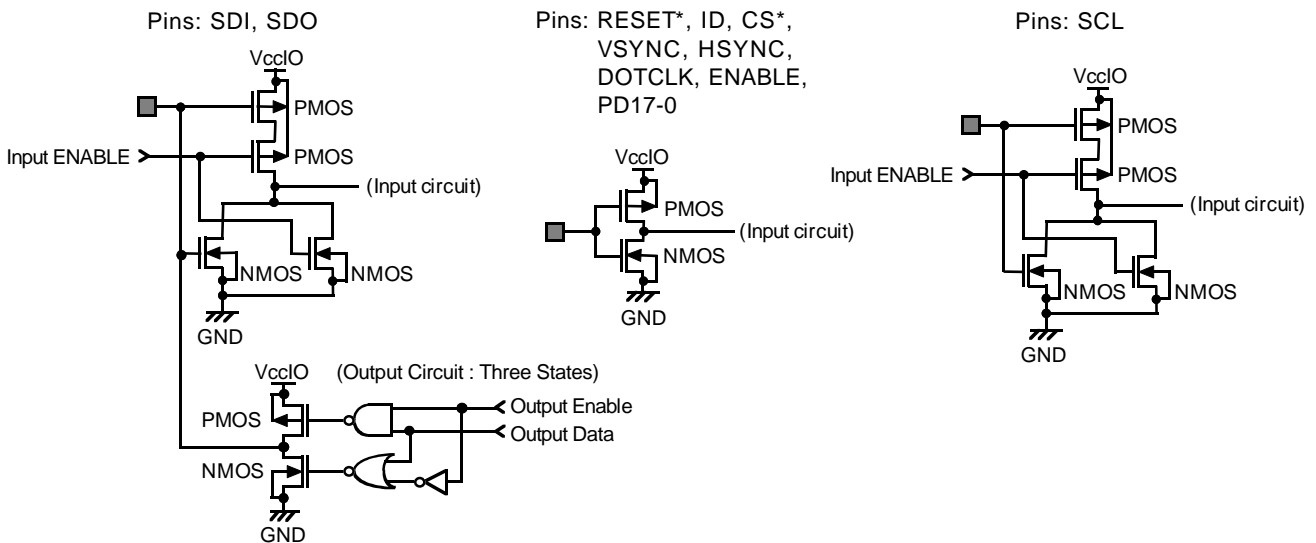 Pins: SDI, SDO
VccIO
PMOS
Input ENABLE
PMOS
(Input circuit)
NMOS
NMOS
GND
VccIO
(Output Circuit : Three States)
PMOS
Output Enable
Output Data
NMOS
GND
Pins: RESET*, ID, CS*,
VSYNC, HSYNC,
DOTCLK, ENABLE,
PD17-0
VccIO
PMOS
(Input circuit)
NMOS
GND
Pins: SCL
VccIO
PMOS
Input ENABLE
PMOS
(Input circuit)
NMOS
NMOS
GND